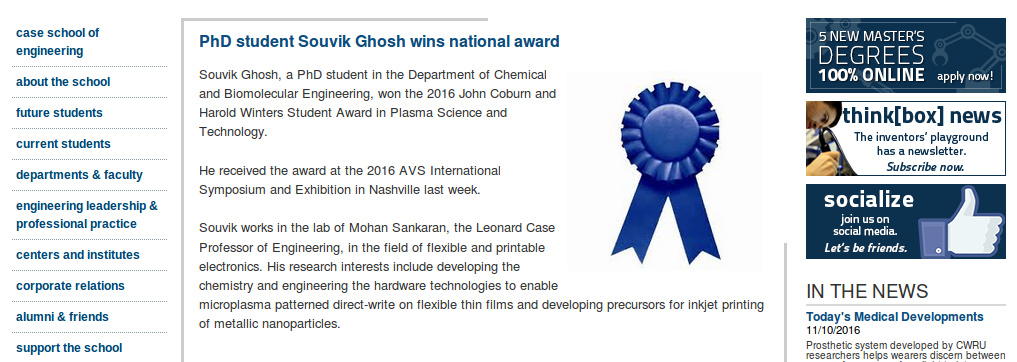 case school of
engineering
about the school
future students
current students
departments & faculty
engineering leadership &
professional practice
centers and institutes
corporate relations
alumni & friends
support the school
PhD student Souvik Ghosh wins national award
Souvik Ghosh, a PhD student in the Department of Chemical
and Biomolecular Engineering, won the 2016 John Coburn and
Harold Winters Student Award in Plasma Science and
Technology.
He received the award at the 2016 AVS International
Symposium and Exhibition in Nashville last week.
Souvik works in the lab of Mohan Sankaran, the Leonard Case
Professor of Engineering, in the field of flexible and printable
electronics. His research interests include developing the
chemistry and engineering the hardware technologies to enable
microplasma patterned direct-write on flexible thin films and developing precursors for inkjet printing
of metallic nanoparticles.
5 NEW MASTER'S
DEGREES
100% ONLINE apply now!
think[box] news
The inventors' playground
has a newsletter.
Subscribe now.
socialize
join us on
social media.
Let's be friends.
IN THE NEWS
Today's Medical Developments
11/10/2016
Prosthetic system developed by CWRU
researchers helps wearers discern between